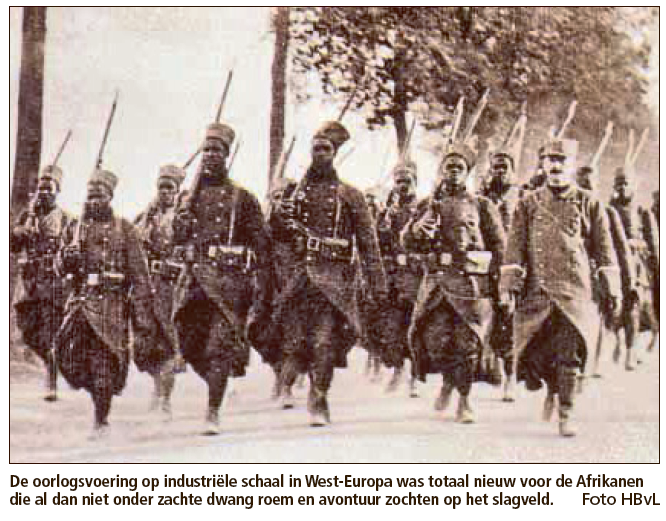 De oorlogsvoering op industriële schaal in West-Europa was totaal nieuw voor de Afrikanen
die al dan niet onder zachte dwang roem en avontuur zochten op het slagveld. Foto HBvL